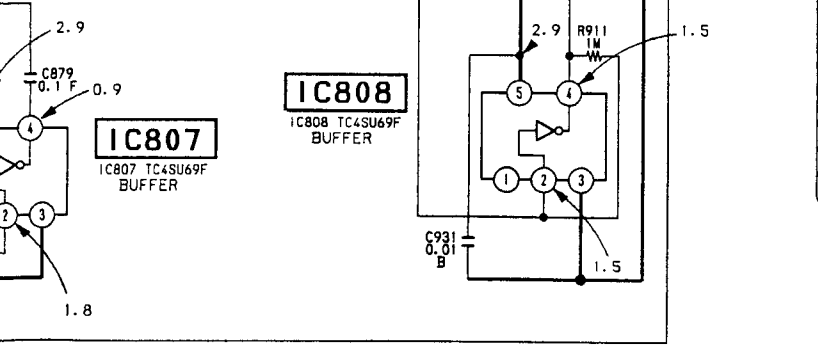 2.9
C879
0.1 F
0.9
4
IC807
IC807 TC4SU69F
BUFFER
2
3
1.8
IC808
IC808 TC4SU69F
BUFFER
2.9
R911
1M
1.5
5
4
1
2
3
C931
0.01
B
1.5